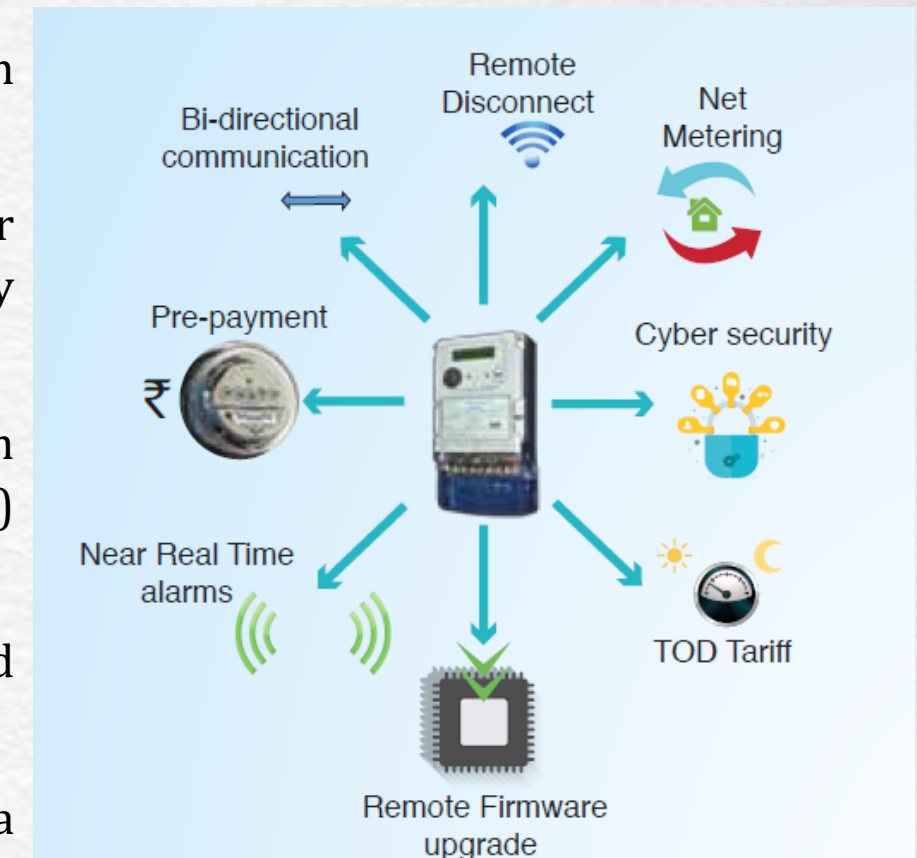 n
r
y
n
)
d
a
Remote
Disconnect
Net
Metering
Bi-directional
communication
Pre-payment
₹
Cyber security
Near Real Time
alarms
TOD Tariff
Remote Firmware
upgrade